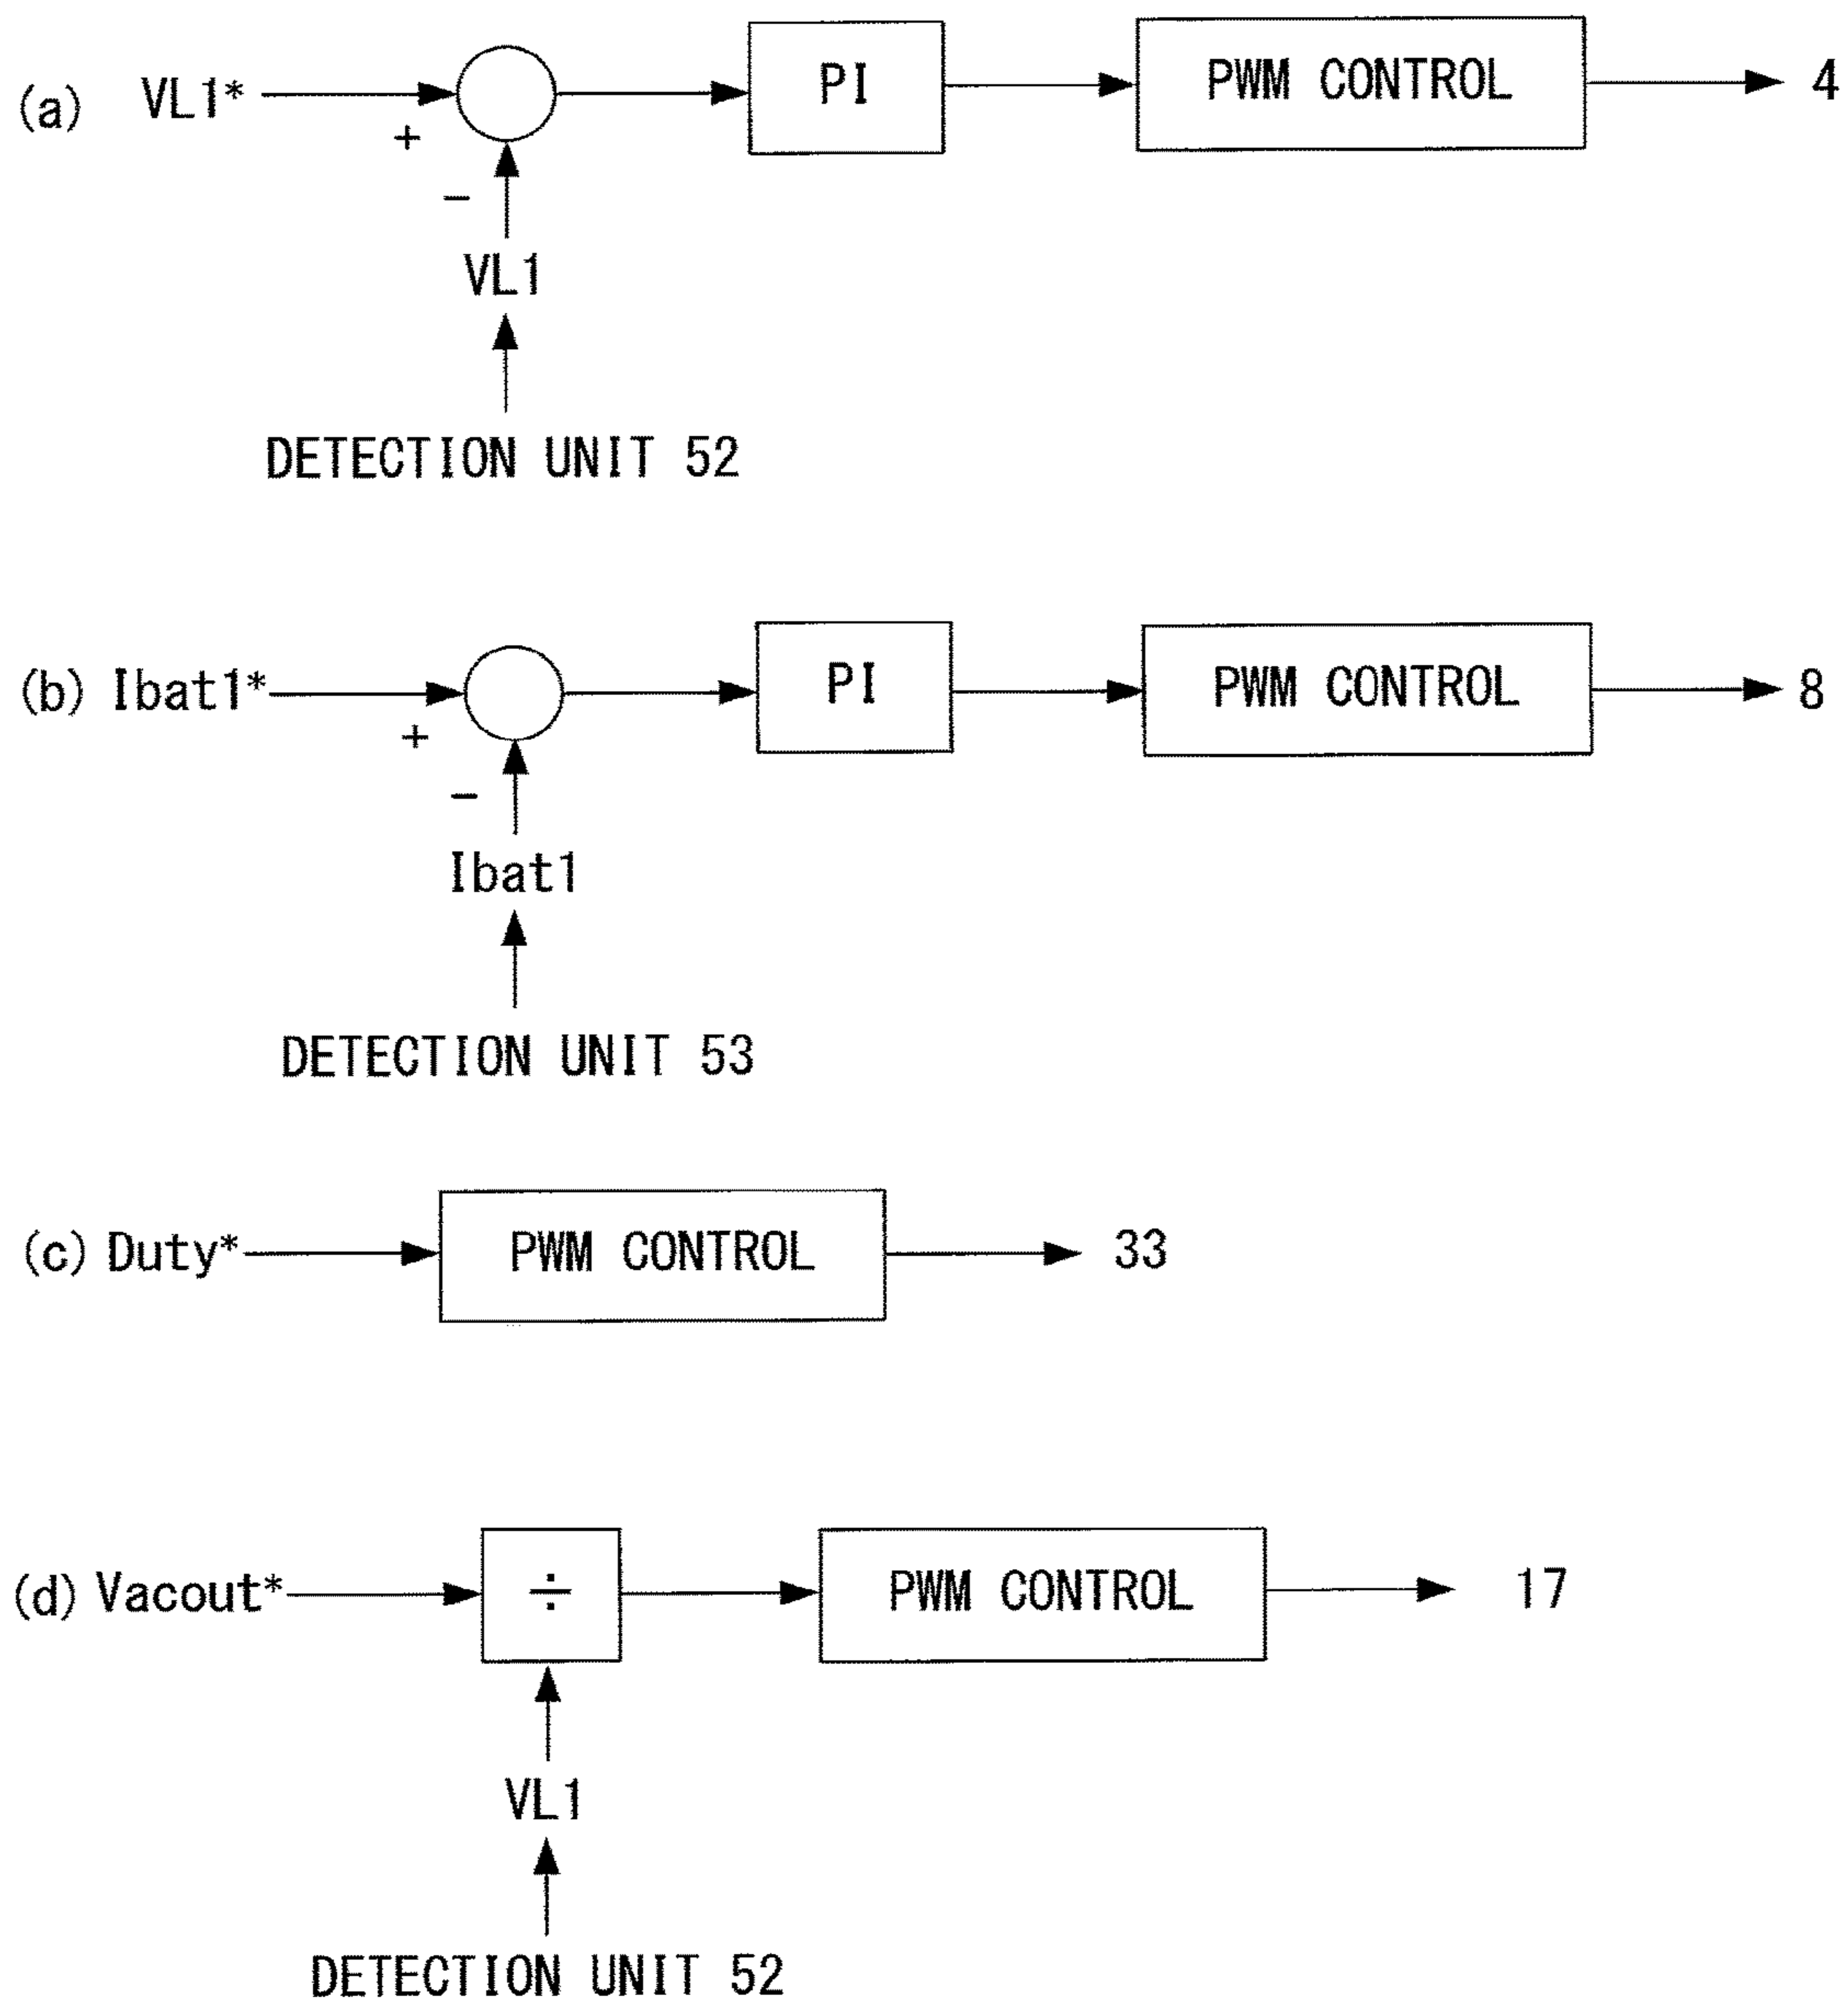 (a) VL1* PI PWM CONTROL 4
+
-
VL1
DETECTION UNIT 52
(b) Ibat1* PI PWM CONTROL 8
+
-
Ibat1
DETECTION UNIT 53
(c) Duty* PWM CONTROL 33
(d) Vacout* ÷ PWM CONTROL 17
VL1
DETECTION UNIT 52